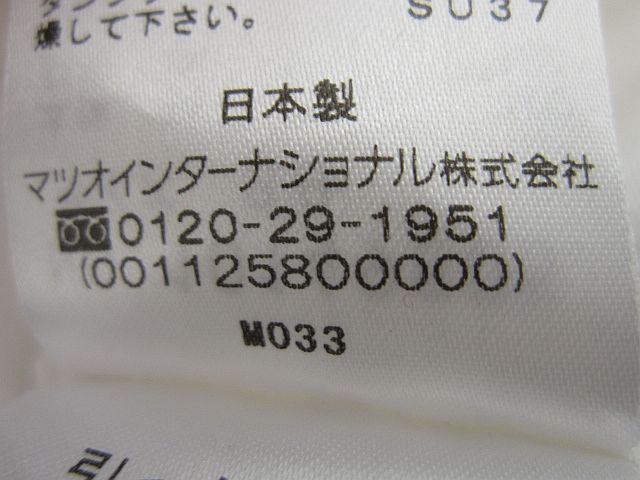 燥して下さい。
SU37
日本製
マツオインターナショナル株式会社
0120-29-1951
(001125800000)
M033